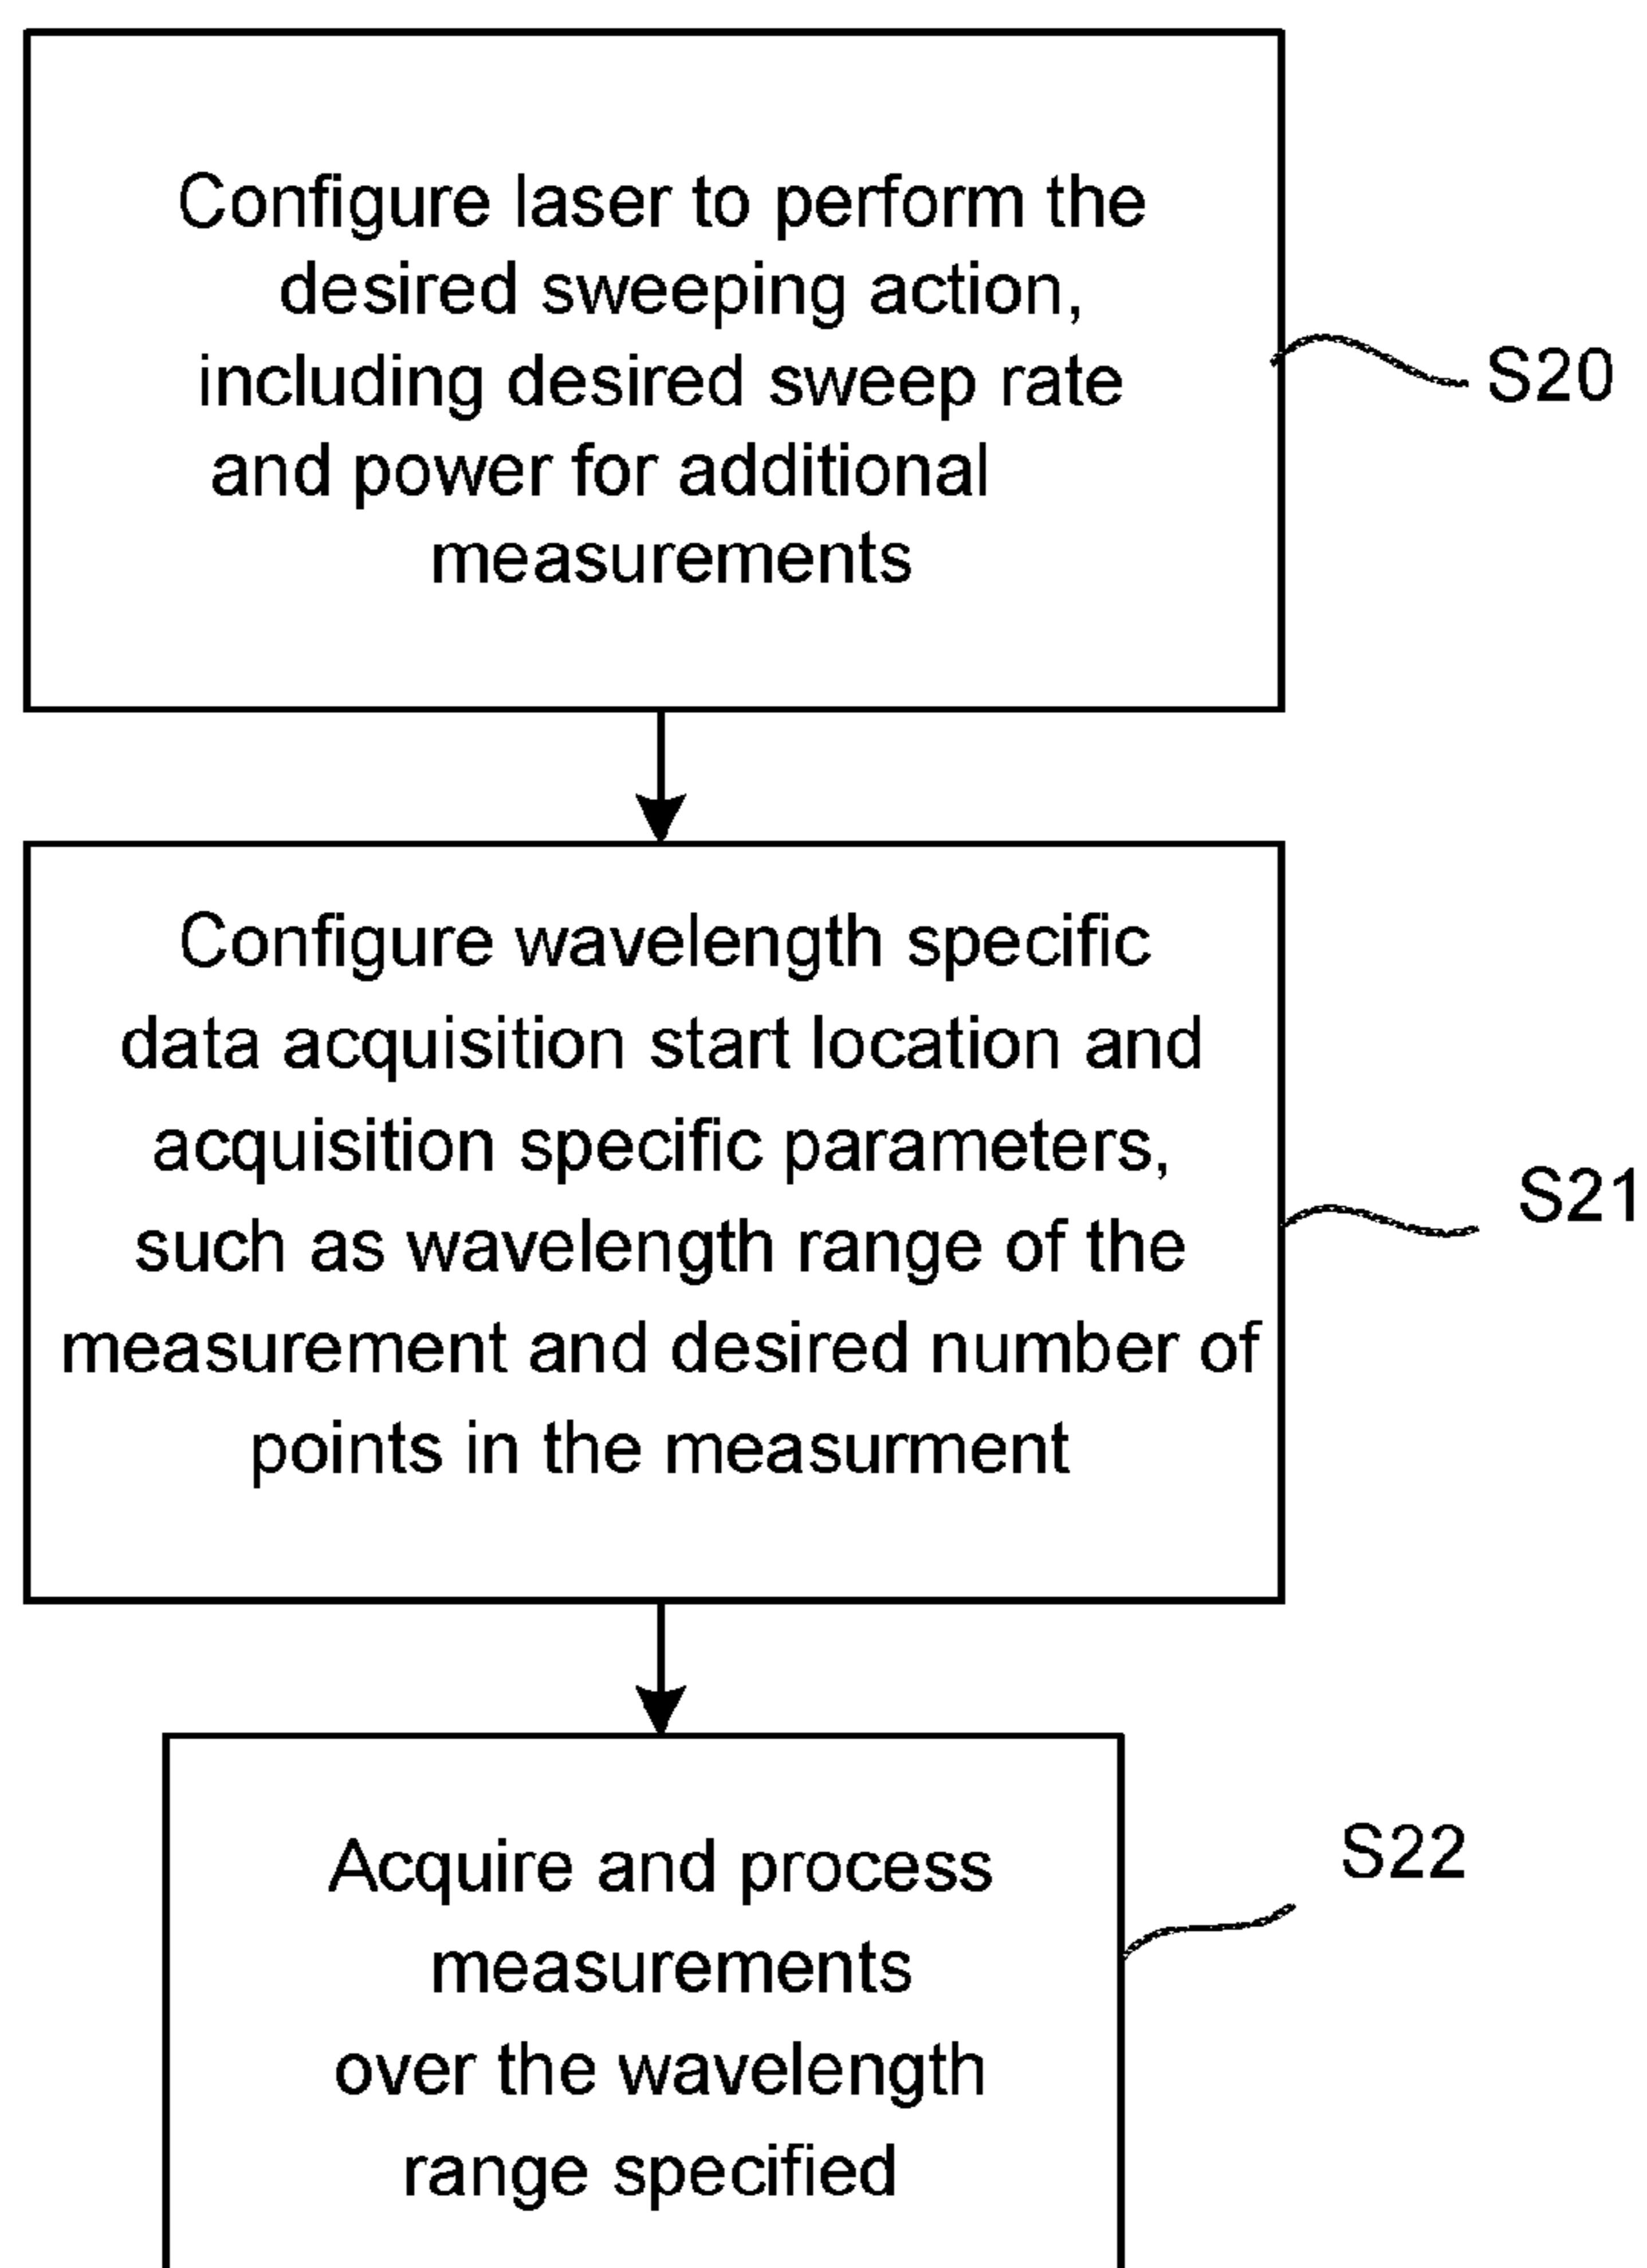 Configure laser to perform the
desired sweeping action,
including desired sweep rate
and power for additional
measurements
S20
Configure wavelength specific
data acquisition start location and
acquisition specific parameters,
such as wavelength range of the
measurement and desired number of
points in the measurment
S21
Acquire and process
measurements
over the wavelength
range specified
S22